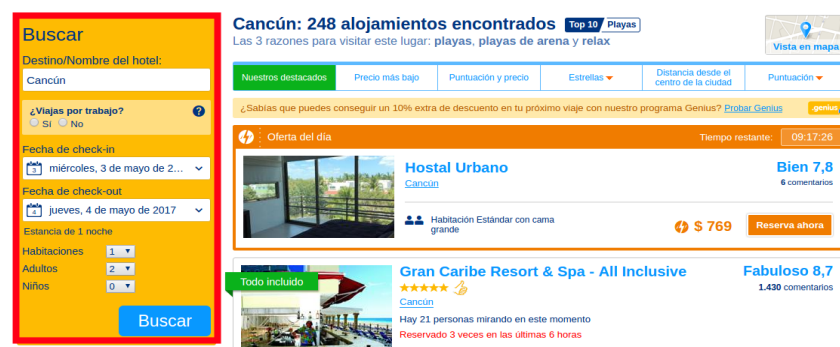 Buscar
Destino/Nombre del hotel:
Cancún
¿Viajas por trabajo? ?
Sí No
Fecha de check-in
3 miércoles, 3 de mayo de 2...
Fecha de check-out
4 jueves, 4 de mayo de 2017
Estancia de 1 noche
Habitaciones 1
Adultos 2
Niños 0
Buscar
Cancún: 248 alojamientos encontrados Top 10 Playas
Las 3 razones para visitar este lugar: playas, playas de arena y relax
Vista en mapa
Nuestros destacados Precio más bajo Puntuación y precio Estrellas Distancia desde el Puntuación
centro de la ciudad
¿Sabías que puedes conseguir un 10% extra de descuento en tu próximo viaje con nuestro programa Genius? Probar Genius .genius
Oferta del día Tiempo restante: 09:17:26
Hostal Urbano Bien 7,8
Cancún 6 comentarios
Habitación Estándar con cama
grande
$ 769 Reserva ahora
Todo incluido
Gran Caribe Resort & Spa - All Inclusive Fabuloso 8,7
1.430 comentarios
Cancún
Hay 21 personas mirando en este momento
Reservado 3 veces en las últimas 6 horas